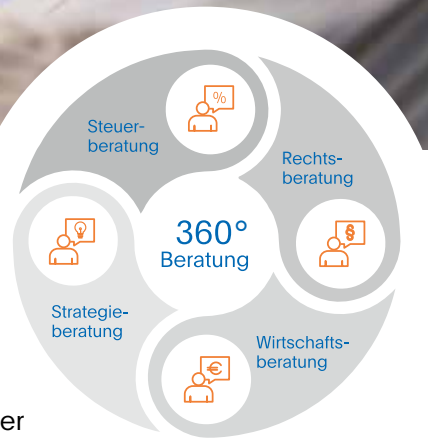 %
Steuer-
beratung
Rechts-
beratung
§
360°
Beratung
Strategie-
beratung
Wirtschafts-
beratung
€
er